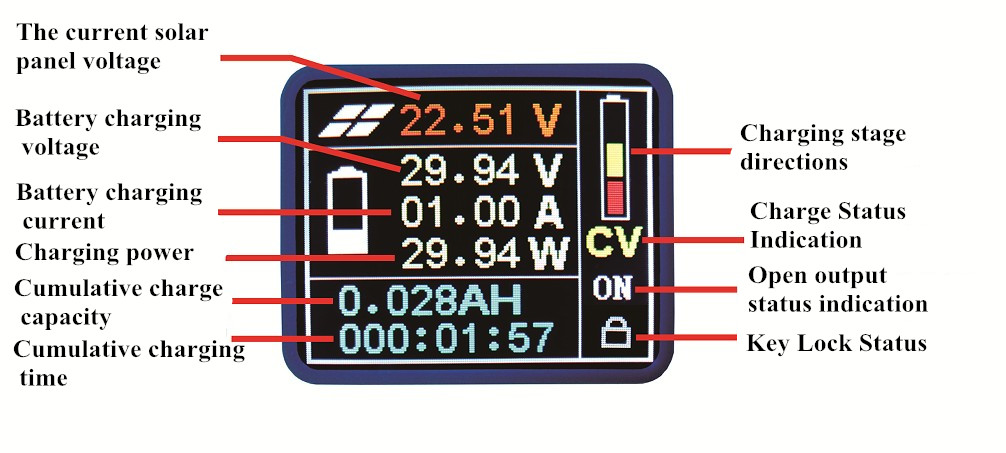 The current solar
panel voltage
Battery charging
voltage
Battery charging
current
Charging power
Cumulative charge
capacity
Cumulative charging
time
22.51 V
29.94 V
01.00 A
29.94 W
0.028AH
000:01:57
CV
ON
Charging stage
directions
Charge Status
Indication
Open output
status indication
Key Lock Status